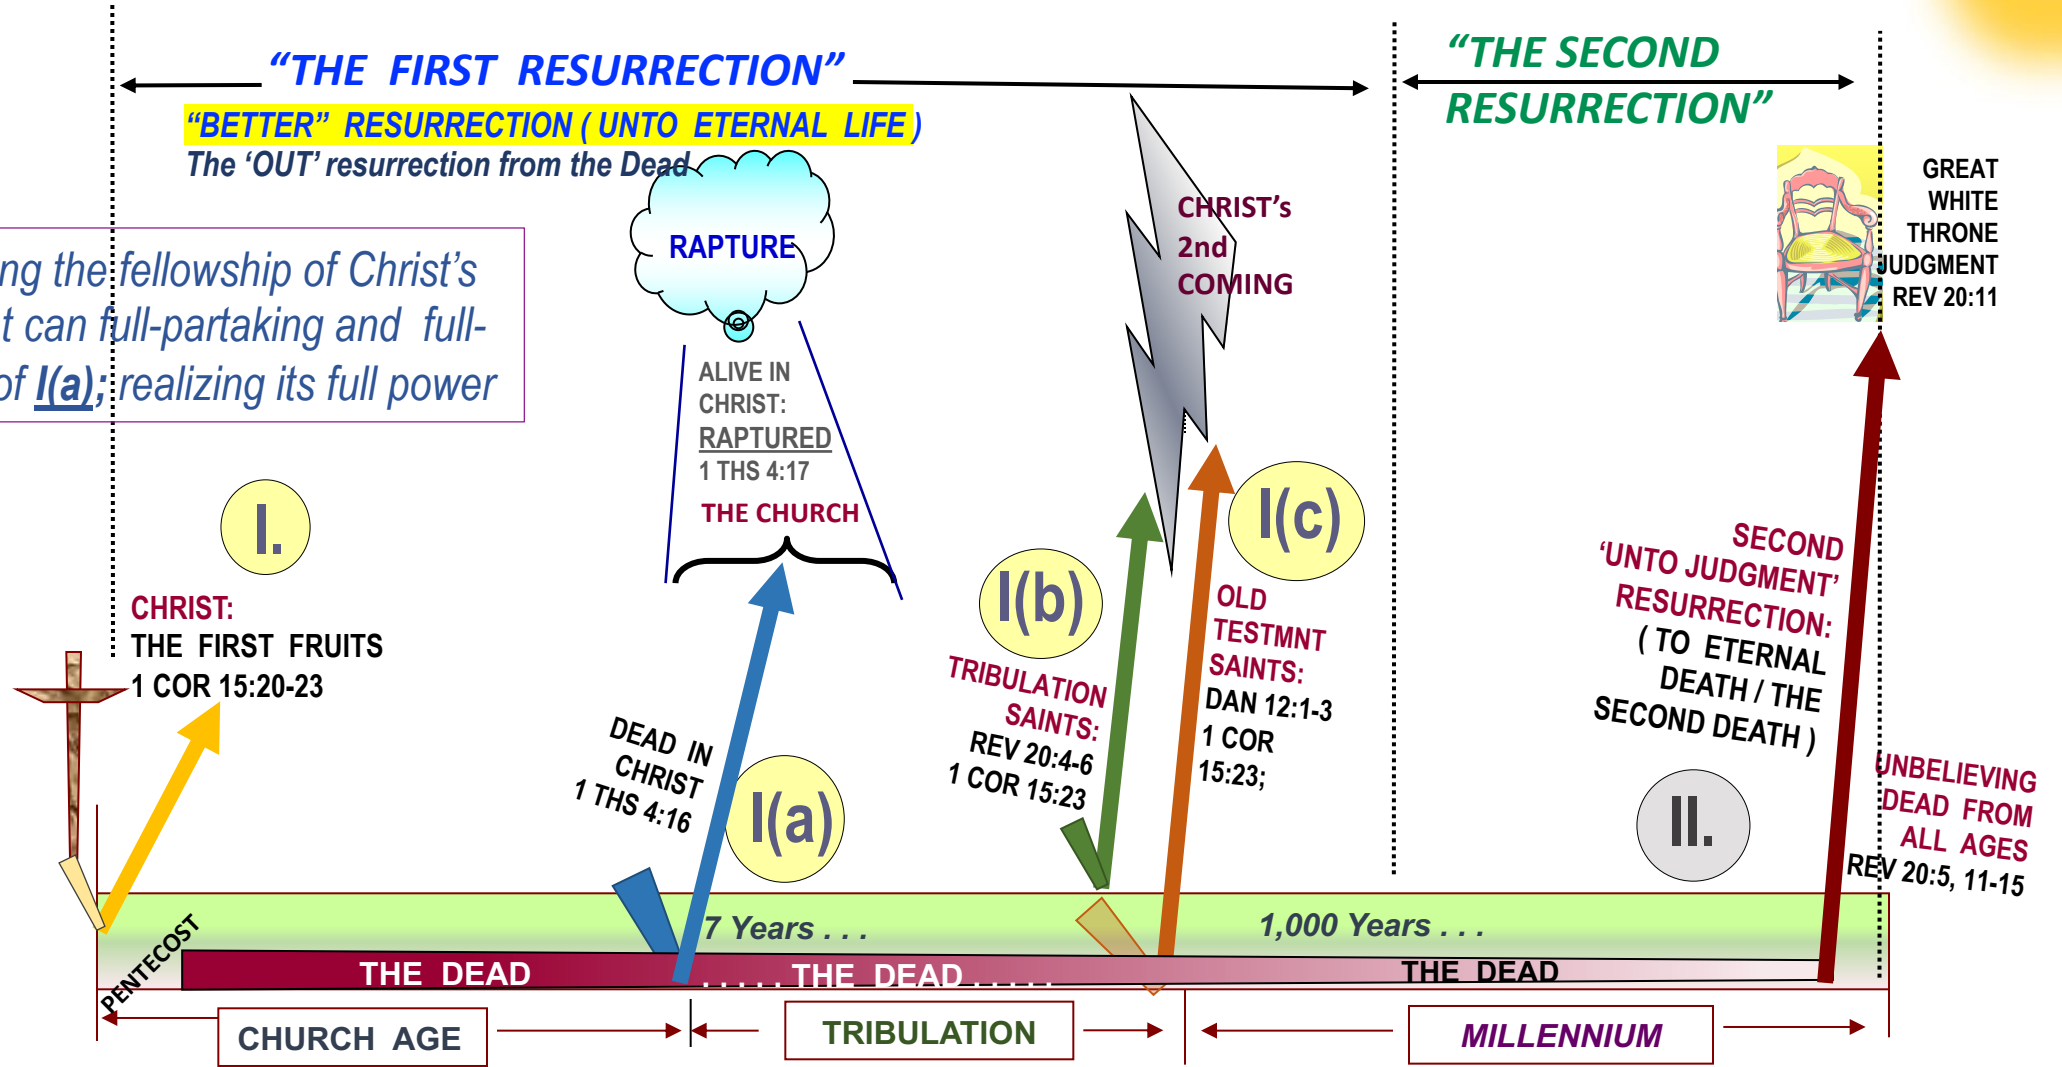 “THE FIRST RESURRECTION”
“BETTER” RESURRECTION ( UNTO ETERNAL LIFE )
The ‘OUT’ resurrection from the Dead
“THE SECOND
RESURRECTION”
RAPTURE
CHRIST’s
2nd
COMING
GREAT
WHITE
THRONE
JUDGMENT
REV 20:11
ng the fellowship of Christ’s
t can full-partaking and full-
of I(a); realizing its full power
ALIVE IN
CHRIST:
RAPTURED
1 THS 4:17
THE CHURCH
I.
CHRIST:
THE FIRST FRUITS
1 COR 15:20-23
DEAD IN
CHRIST
1 THS 4:16
I(a)
I(b)
TRIBULATION
SAINTS:
REV 20:4-6
1 COR 15:23
I(c)
OLD
TESTMNT
SAINTS:
DAN 12:1-3
1 COR
15:23;
SECOND
‘UNTO JUDGMENT’
RESURRECTION:
( TO ETERNAL
DEATH / THE
SECOND DEATH )
II.
UNBELIEVING
DEAD FROM
ALL AGES
REV 20:5, 11-15
PENTECOST
7 Years . . .
1,000 Years . . .
THE DEAD
. . . . . THE DEAD . . . . .
THE DEAD
CHURCH AGE
TRIBULATION
MILLENNIUM